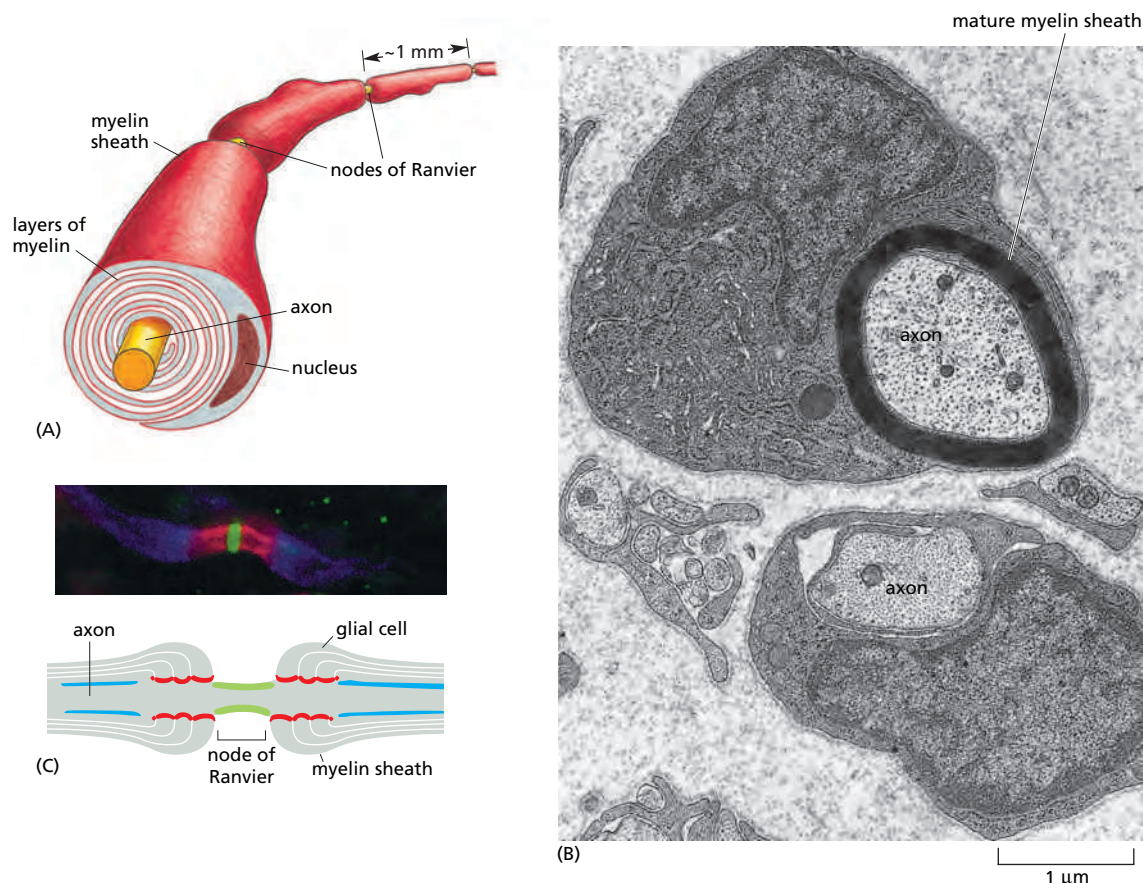 ~1 mm
myelin
sheath
nodes of Ranvier
layers of
myelin
axon
nucleus
(A)
mature myelin sheath
axon
axon
(B)
1 μm
axon
glial cell
node of
Ranvier
myelin sheath
(C)